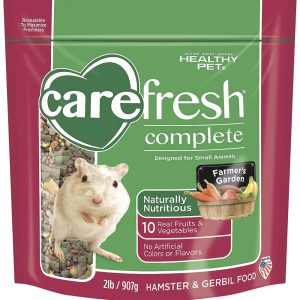 Resealable
To Maximize
Freshness
HEALTHY
PET®
carefresh®
complete
Designed for Small Animals
Farmer's
Garden
Naturally
Nutritious
10 Real Fruits &
Vegetables
No Artificial
Colors or Flavors
2lb / 907g HAMSTER & GERBIL FOOD